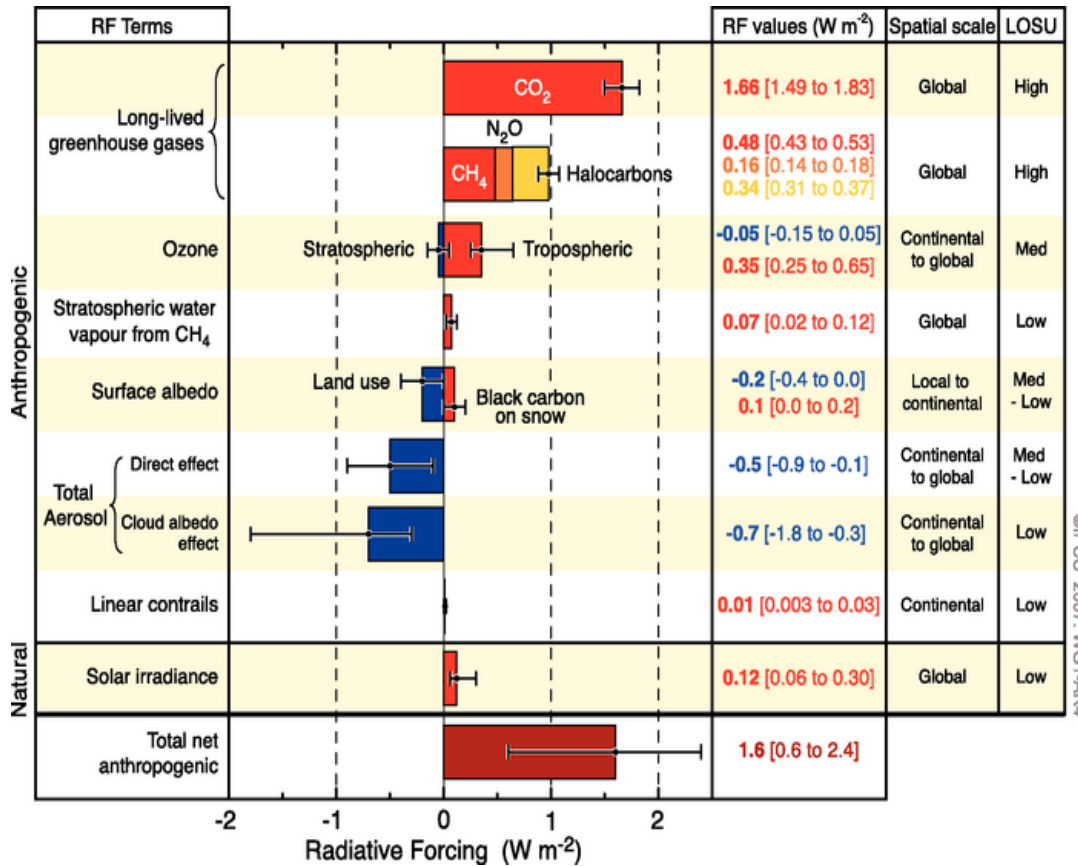 RF Terms
RF values (W m-2)
Spatial scale
LOSU
Anthropogenic
Natural
Long-lived
greenhouse gases
CO2
1.66 [1.49 to 1.83]
Global
High
N2O
CH4
Halocarbons
0.48 [0.43 to 0.53]
0.16 [0.14 to 0.18]
0.34 [0.31 to 0.37]
Global
High
Ozone
Stratospheric
Tropospheric
-0.05 [-0.15 to 0.05]
0.35 [0.25 to 0.65]
Continental
to global
Med
Stratospheric water
vapour from CH4
0.07 [0.02 to 0.12]
Global
Low
Surface albedo
Land use
Black carbon
on snow
-0.2 [-0.4 to 0.0]
0.1 [0.0 to 0.2]
Local to
continental
Med
- Low
Total
Aerosol
Direct effect
-0.5 [-0.9 to -0.1]
Continental
to global
Med
- Low
Cloud albedo
effect
-0.7 [-1.8 to -0.3]
Continental
to global
Low
Linear contrails
0.01 [0.003 to 0.03]
Continental
Low
Solar irradiance
0.12 [0.06 to 0.30]
Global
Low
Total net
anthropogenic
1.6 [0.6 to 2.4]
-2
-1
0
1
2
Radiative Forcing (W m-2)